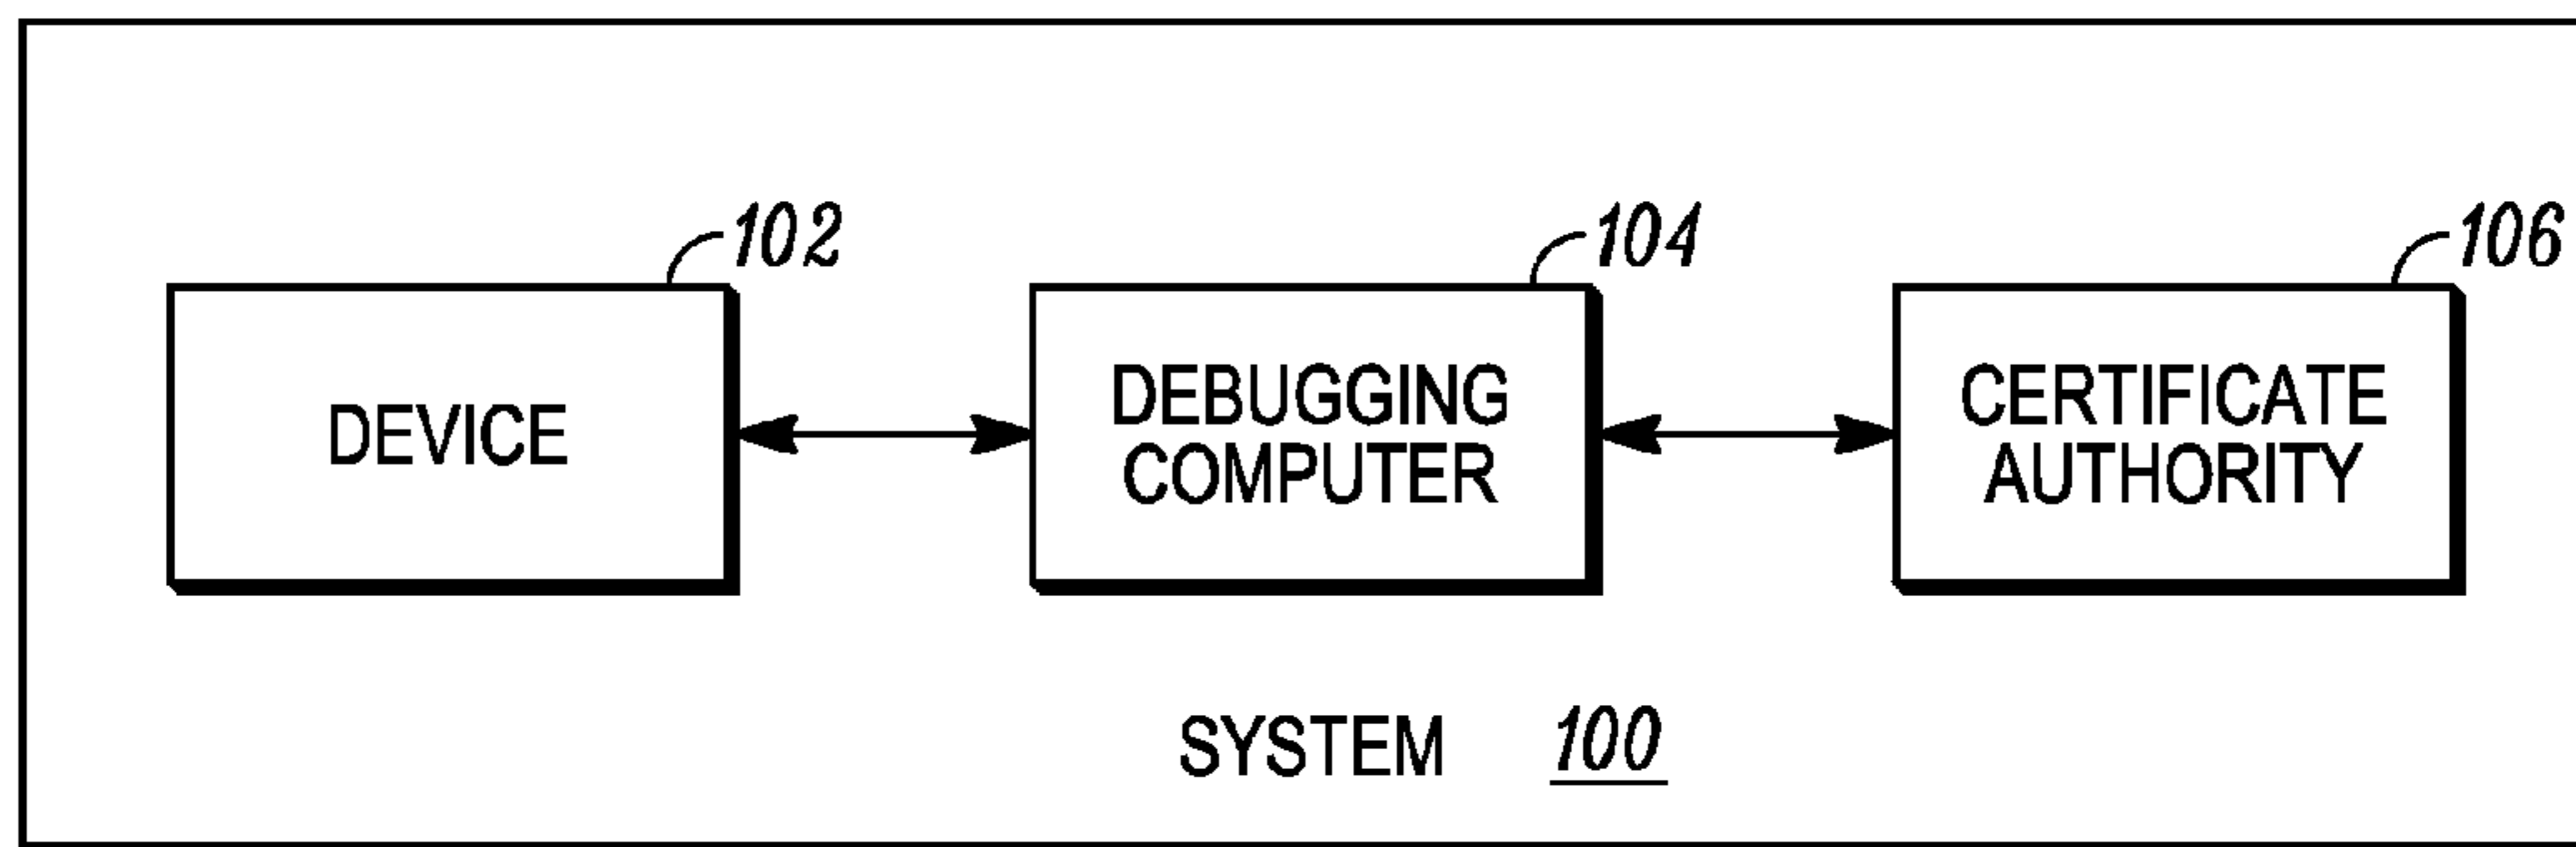 102
104
106
DEVICE
DEBUGGING
COMPUTER
CERTIFICATE
AUTHORITY
SYSTEM 100